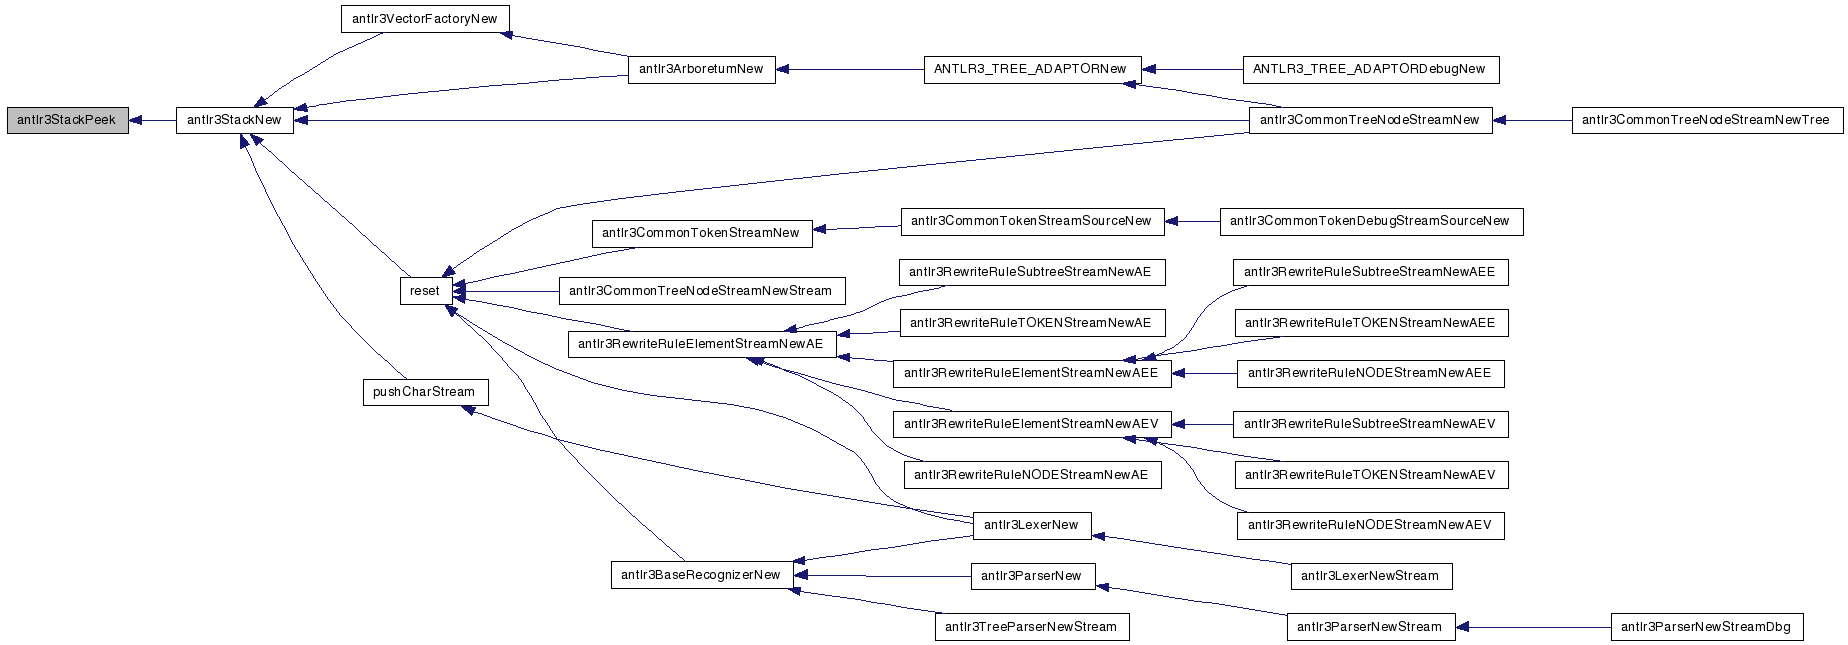 antlr3VectorFactoryNew
antlr3ArboretumNew
ANTLR3_TREE_ADAPTORNew
ANTLR3_TREE_ADAPTORDebugNew
antlr3StackPeek
antlr3StackNew
antlr3CommonTreeNodeStreamNew
antlr3CommonTreeNodeStreamNewTree
antlr3CommonTokenStreamNew
antlr3CommonTokenStreamSourceNew
antlr3CommonTokenDebugStreamSourceNew
reset
antlr3CommonTreeNodeStreamNewStream
antlr3RewriteRuleSubtreeStreamNewAE
antlr3RewriteRuleSubtreeStreamNewAEE
antlr3RewriteRuleTOKENStreamNewAE
antlr3RewriteRuleTOKENStreamNewAEE
antlr3RewriteRuleElementStreamNewAE
antlr3RewriteRuleElementStreamNewAEE
antlr3RewriteRuleNODEStreamNewAEE
pushCharStream
antlr3RewriteRuleElementStreamNewAEV
antlr3RewriteRuleSubtreeStreamNewAEV
antlr3RewriteRuleNODEStreamNewAE
antlr3RewriteRuleTOKENStreamNewAEV
antlr3LexerNew
antlr3RewriteRuleNODEStreamNewAEV
antlr3BaseRecognizerNew
antlr3ParserNew
antlr3LexerNewStream
antlr3TreeParserNewStream
antlr3ParserNewStream
antlr3ParserNewStreamDbg